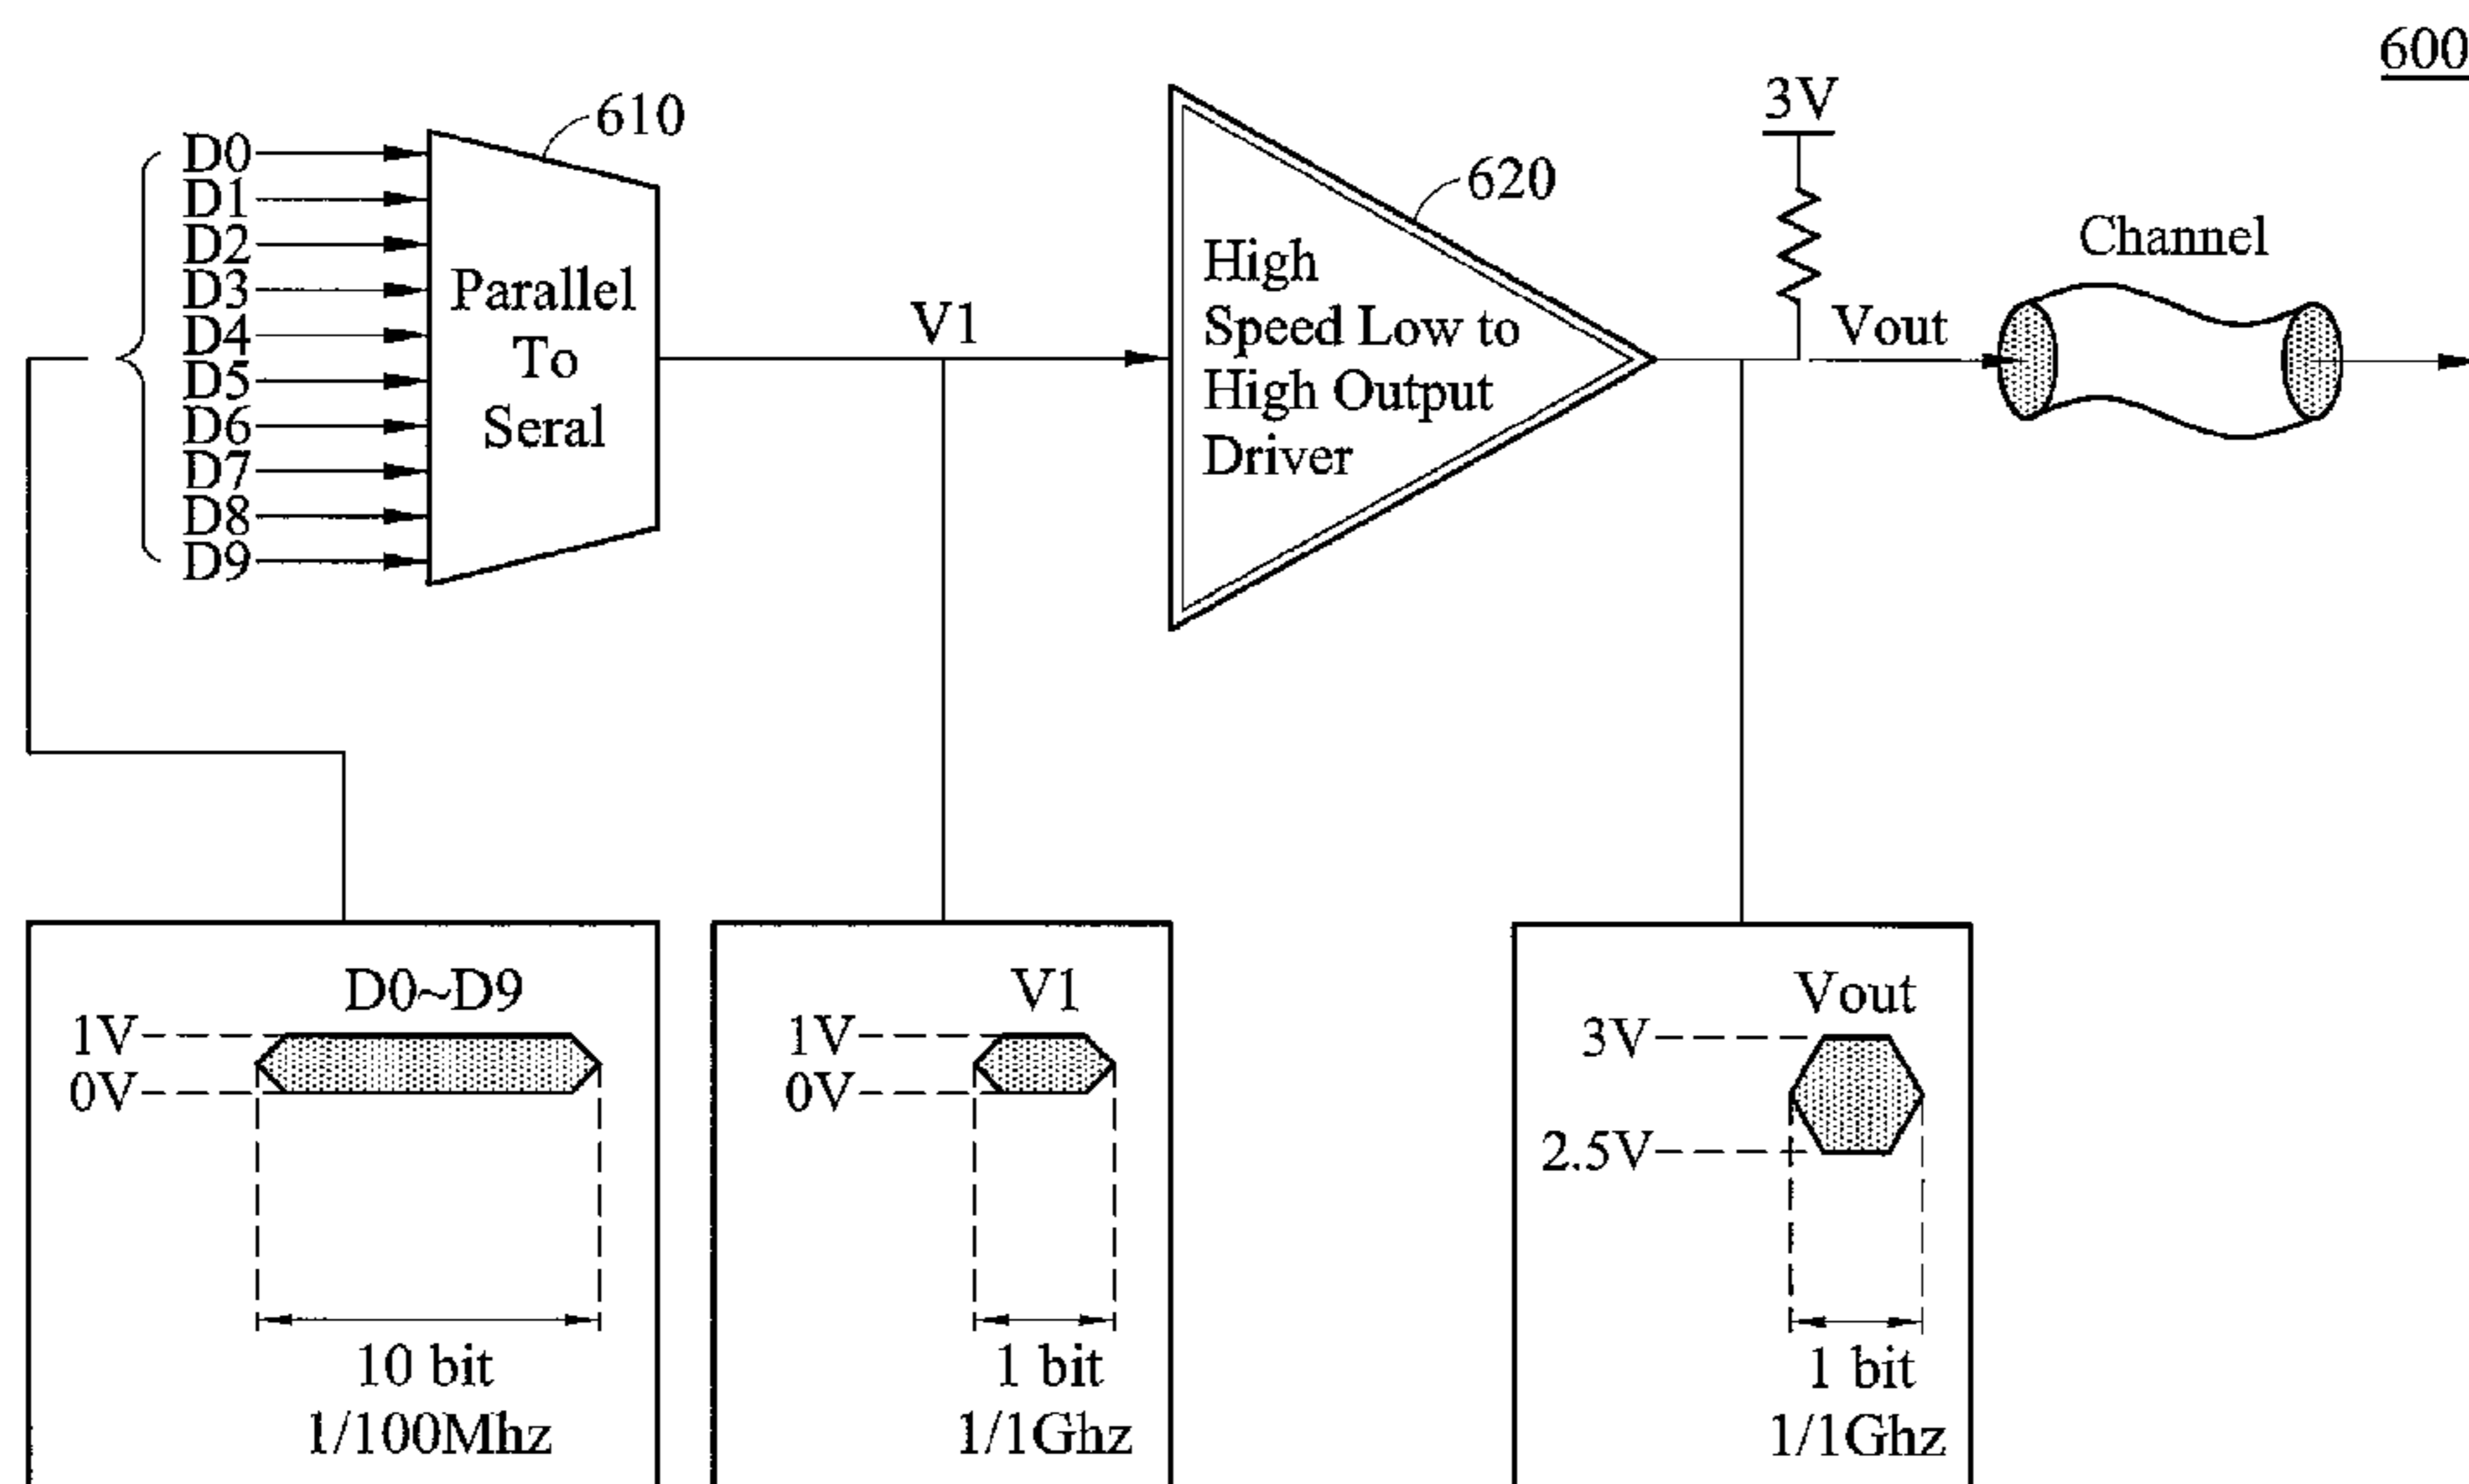 600
610
D0
D1
D2
D3
D4
D5
D6
D7
D8
D9
Parallel
To
Seral
V1
620
High
Speed Low to
High Output
Driver
3V
Vout
Channel
D0~D9
1V
0V
10 bit
1/100Mhz
V1
1V
0V
1 bit
1/1Ghz
Vout
3V
2.5V
1 bit
1/1Ghz